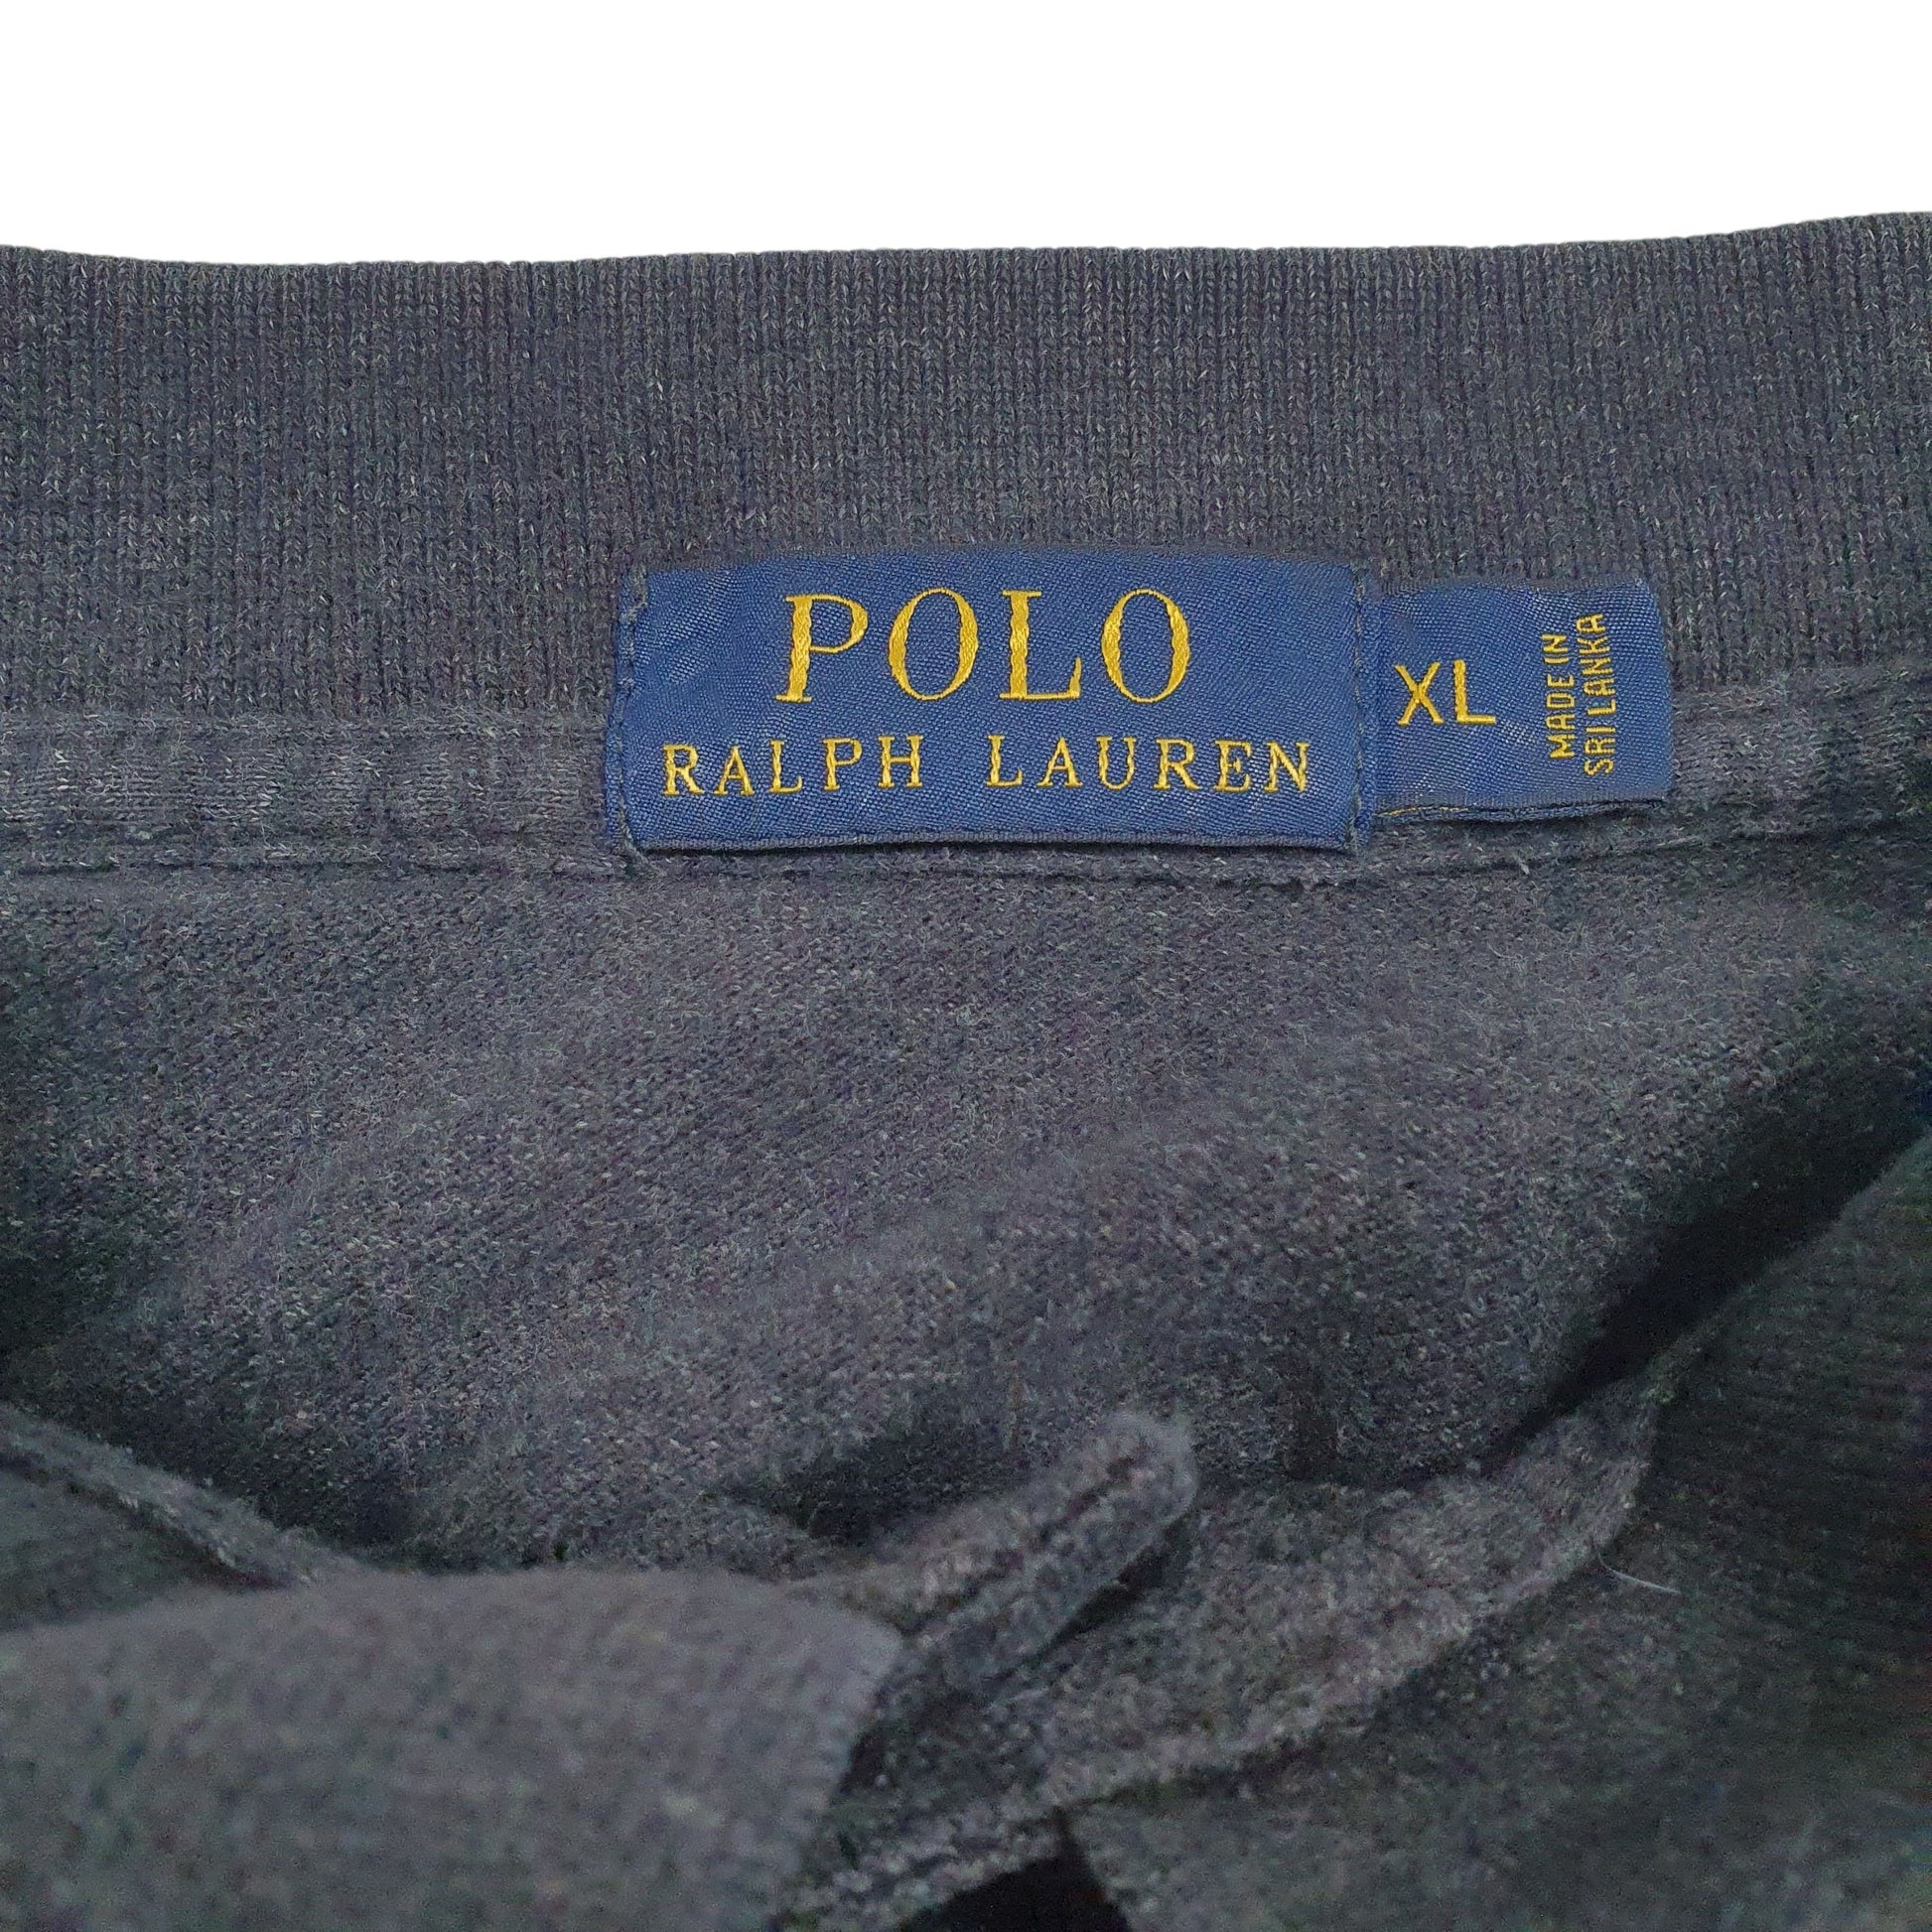 POLO
RALPH LAUREN
XL
MADE IN
SRI LANKA